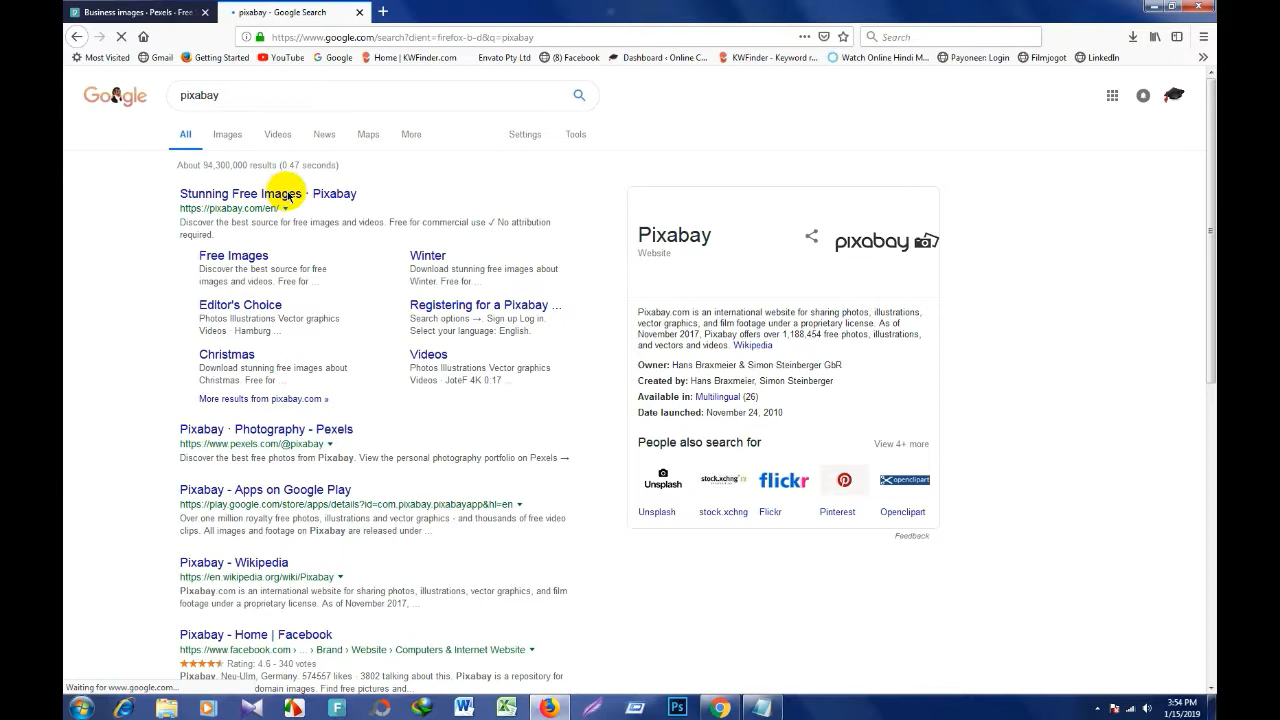 Business images · Pexels · Free
pixabay - Google Search
https://www.google.com/search?client=firefox-b-d&q=pixabay
Search
Most Visited
Gmail
Getting Started
YouTube
Google
Home | KWFinder.com
Envato Pty Ltd
(8) Facebook
Dashboard ‹ Online C...
KWFinder - Keyword r...
Watch Online Hindi M...
Payoneer Login
Filmjogot
LinkedIn
Google
pixabay
All
Images
Videos
News
Maps
More
Settings
Tools
About 94,300,000 results (0.47 seconds)
Stunning Free Images · Pixabay
https://pixabay.com/en/
Discover the best source for free images and videos. Free for commercial use ✓ No attribution
required.
Free Images
Discover the best source for free
images and videos. Free for ...
Winter
Download stunning free images about
Winter. Free for ...
Editor's Choice
Photos Illustrations Vector graphics
Videos · Hamburg ...
Registering for a Pixabay ...
Search options →. Sign up Log in.
Select your language: English.
Christmas
Download stunning free images about
Christmas. Free for ...
Videos
Photos Illustrations Vector graphics
Videos · JoteF 4K 0:17 ...
More results from pixabay.com »
Pixabay · Photography - Pexels
https://www.pexels.com/@pixabay
Discover the best free photos from Pixabay. View the personal photography portfolio on Pexels →
Pixabay - Apps on Google Play
https://play.google.com/store/apps/details?id=com.pixabay.pixabayapp&hl=en
Over one million royalty free photos, illustrations and vector graphics - and thousands of free video
clips. All images and footage on Pixabay are released under ...
Pixabay - Wikipedia
https://en.wikipedia.org/wiki/Pixabay
Pixabay.com is an international website for sharing photos, illustrations, vector graphics, and film
footage under a proprietary license. As of November 2017, ...
Pixabay - Home | Facebook
https://www.facebook.com › ... › Brand › Website › Computers & Internet Website
Rating: 4.6 - 340 votes
Pixabay, Neu-Ulm, Germany. 574557 likes · 3802 talking about this. Pixabay is a repository for
domain images. Find free pictures and...
Pixabay
Website
pixabay
Pixabay.com is an international website for sharing photos, illustrations,
vector graphics, and film footage under a proprietary license. As of
November 2017, Pixabay offers over 1,188,454 free photos, illustrations,
and vectors and videos. Wikipedia
Owner: Hans Braxmeier & Simon Steinberger GbR
Created by: Hans Braxmeier, Simon Steinberger
Available in: Multilingual (26)
Date launched: November 24, 2010
People also search for
View 4+ more
Unsplash
stock.xchng
flickr
openclipart
Unsplash
stock.xchng
Flickr
Pinterest
Openclipart
Feedback
Waiting for www.google.com...
3:54 PM
1/15/2019